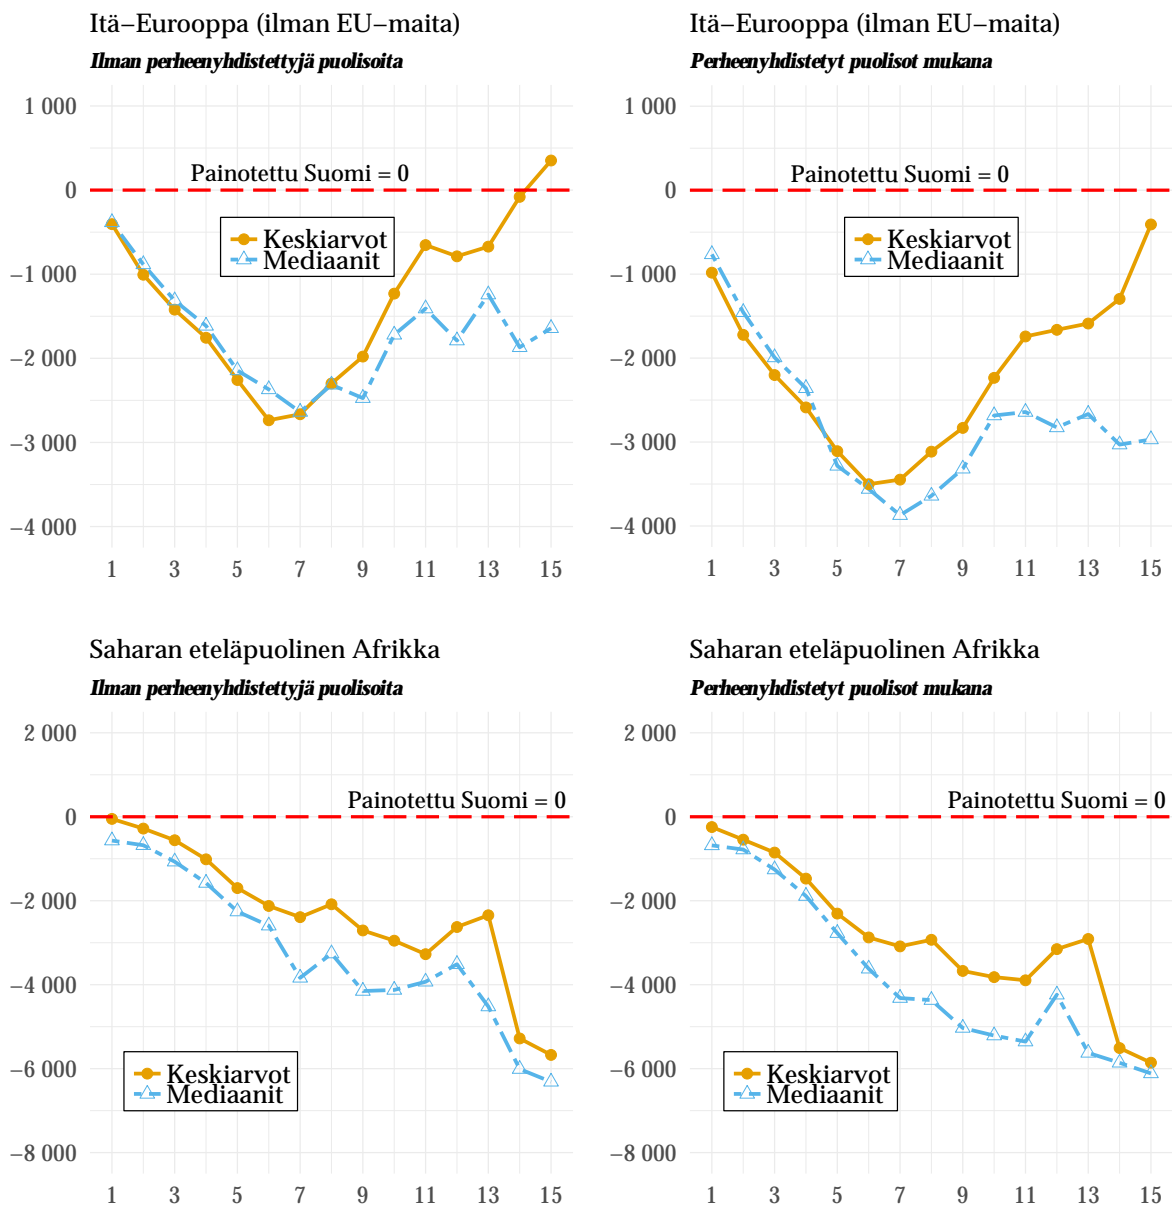 Itä−Eurooppa (ilman EU−maita)
Ilman perheenyhdistettyjä puolisoita
1 000
0
−1 000
−2 000
−3 000
−4 000
Painotettu Suomi = 0
Keskiarvot
Mediaanit
1 3 5 7 9 11 13 15
Itä−Eurooppa (ilman EU−maita)
Perheenyhdistetyt puolisot mukana
1 000
0
−1 000
−2 000
−3 000
−4 000
Painotettu Suomi = 0
Keskiarvot
Mediaanit
1 3 5 7 9 11 13 15
Saharan eteläpuolinen Afrikka
Ilman perheenyhdistettyjä puolisoita
2 000
0
−2 000
−4 000
−6 000
−8 000
Painotettu Suomi = 0
Keskiarvot
Mediaanit
1 3 5 7 9 11 13 15
Saharan eteläpuolinen Afrikka
Perheenyhdistetyt puolisot mukana
2 000
0
−2 000
−4 000
−6 000
−8 000
Painotettu Suomi = 0
Keskiarvot
Mediaanit
1 3 5 7 9 11 13 15